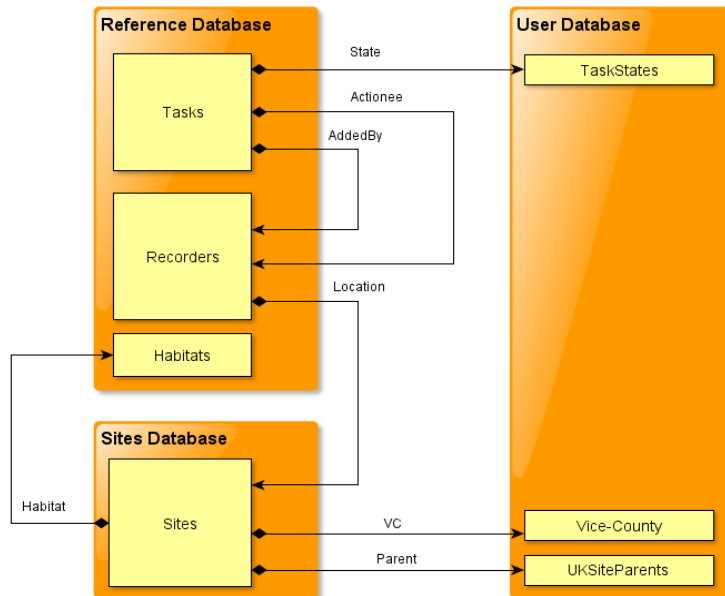 Reference Database
User Database
State
TaskStates
Tasks
Actionee
AddedBy
Recorders
Location
Habitats
Sites Database
Habitat
Sites
VC
Vice-County
Parent
UKSiteParents